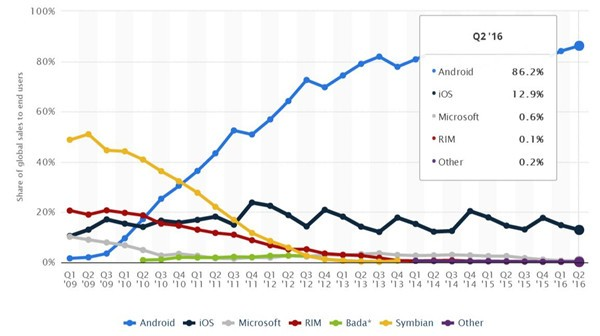 100%
80%
60%
40%
20%
0%
Share of global sales to end users
Q2 '16
Android 86.2%
iOS 12.9%
Microsoft 0.6%
RIM 0.1%
Other 0.2%
Q1 Q2 Q3 Q4 Q1 Q2 Q3 Q4 Q1 Q2 Q3 Q4 Q1 Q2 Q3 Q4 Q1 Q2 Q3 Q4 Q1 Q2 Q3 Q4 Q1 Q2 Q3 Q4 Q1 Q2
'09 '09 '09 '09 '10 '10 '10 '10 '11 '11 '11 '11 '12 '12 '12 '12 '13 '13 '13 '13 '14 '14 '14 '14 '15 '15 '15 '15 '16 '16
Android iOS Microsoft RIM Bada* Symbian Other